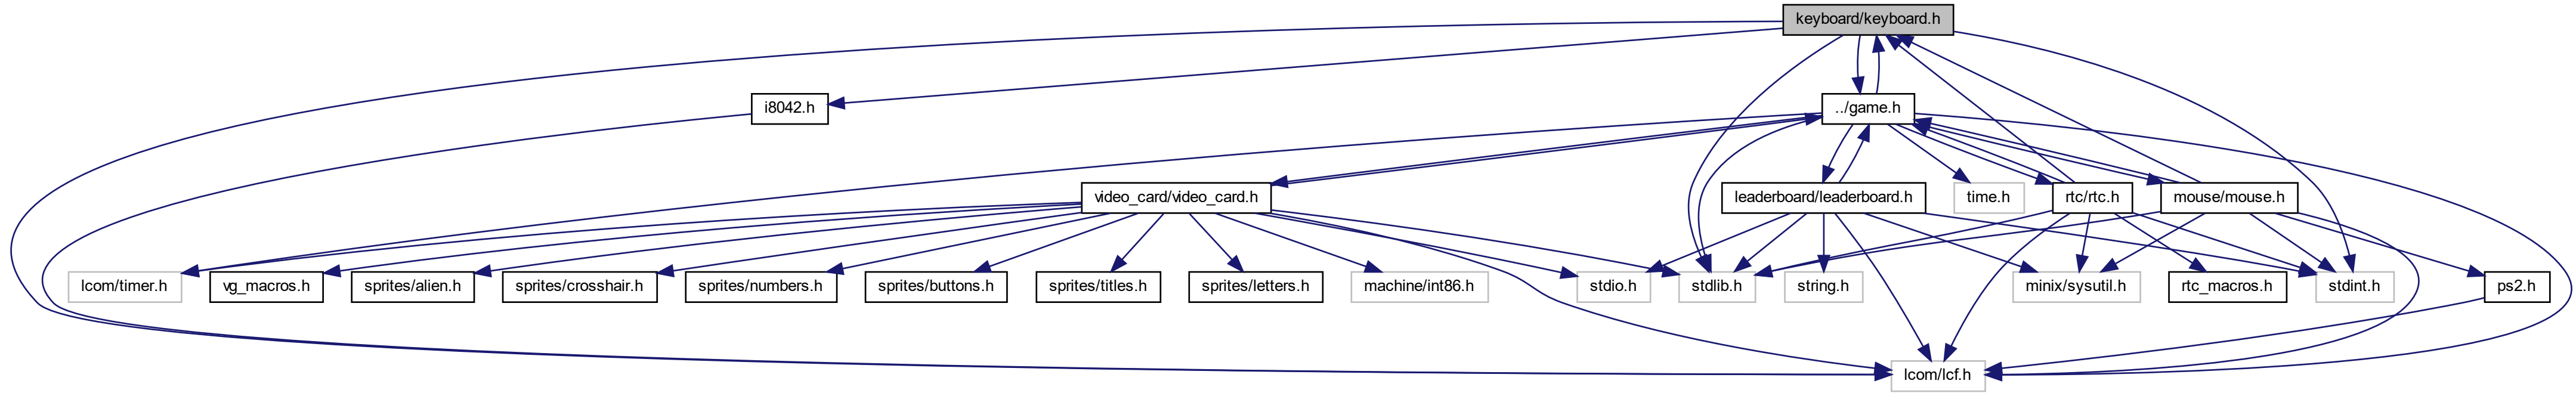 keyboard/keyboard.h
i8042.h
../game.h
video_card/video_card.h
leaderboard/leaderboard.h
time.h
rtc/rtc.h
mouse/mouse.h
lcom/timer.h
vg_macros.h
sprites/alien.h
sprites/crosshair.h
sprites/numbers.h
sprites/buttons.h
sprites/titles.h
sprites/letters.h
machine/int86.h
stdio.h
stdlib.h
string.h
minix/sysutil.h
rtc_macros.h
stdint.h
ps2.h
lcom/lcf.h